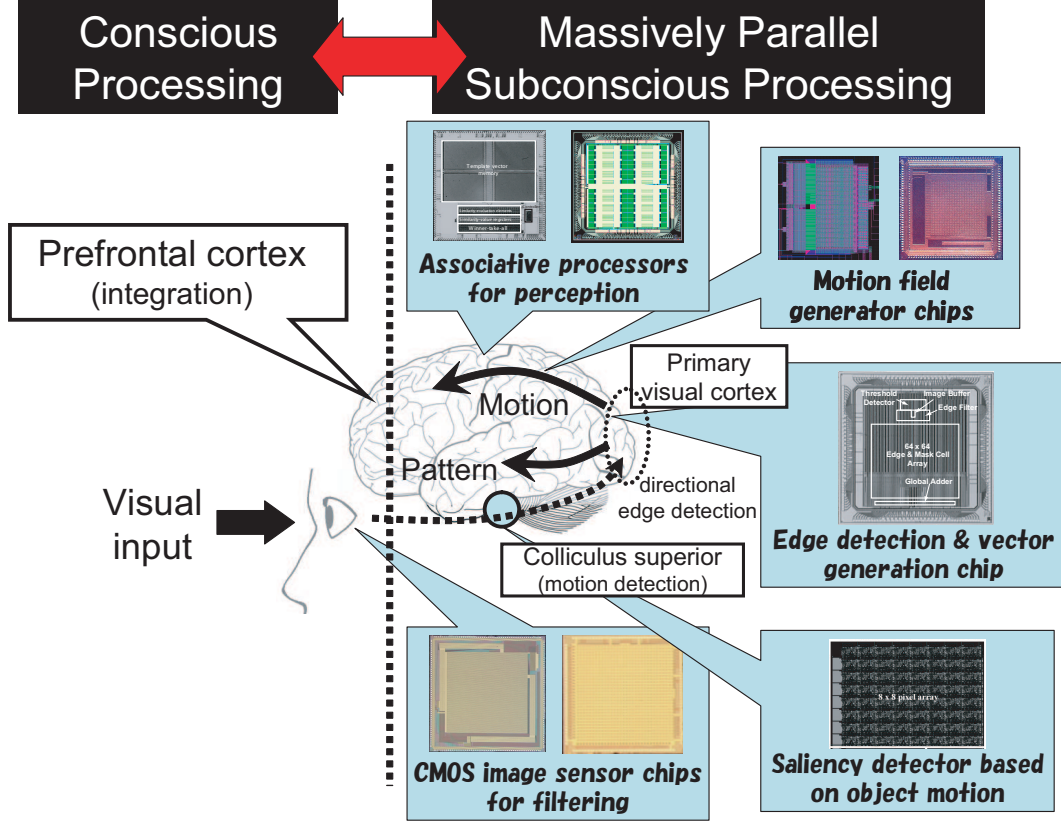 Conscious
Processing
Massively Parallel
Subconscious Processing
Template vector
memory
Winner-take-all
Associative processors
for perception
Motion field
generator chips
Prefrontal cortex
(integration)
Primary
visual cortex
Motion
Pattern
directional
edge detection
Threshold
Detector
Image Buffer
Edge Filter
64 x 64
Edge & Mask Cell
Array
Global Adder
Edge detection & vector
generation chip
Visual
input
Colliculus superior
(motion detection)
CMOS image sensor chips
for filtering
8 x 8 pixel array
Saliency detector based
on object motion